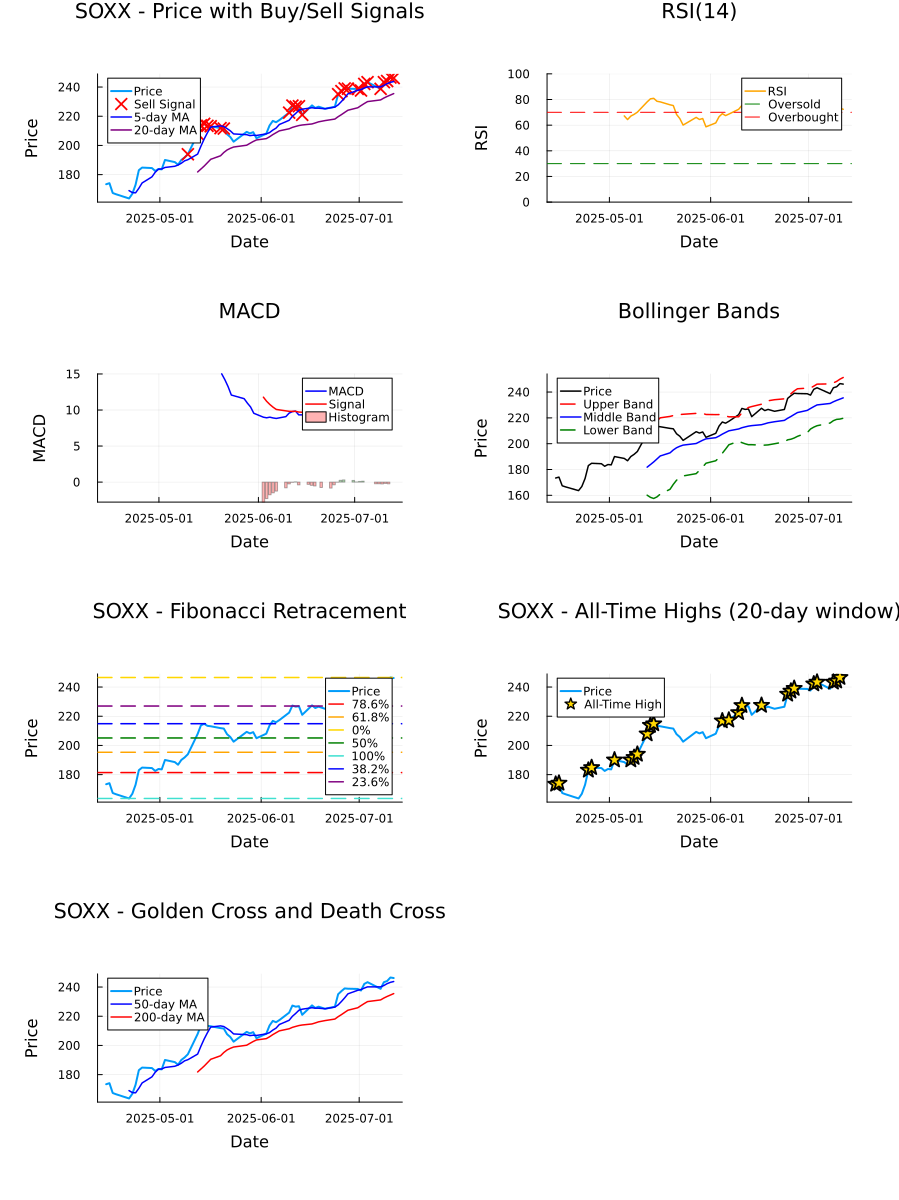 SOXX - Price with Buy/Sell Signals
Price
240
220
200
180
Price
Sell Signal
5-day MA
20-day MA
2025-05-01 2025-06-01 2025-07-01
Date
RSI(14)
RSI
100
80
60
40
20
0
RSI
Oversold
Overbought
2025-05-01 2025-06-01 2025-07-01
Date
MACD
MACD
15
10
5
0
MACD
Signal
Histogram
2025-05-01 2025-06-01 2025-07-01
Date
Bollinger Bands
Price
240
220
200
180
160
Price
Upper Band
Middle Band
Lower Band
2025-05-01 2025-06-01 2025-07-01
Date
SOXX - Fibonacci Retracement
Price
240
220
200
180
Price
78.6%
61.8%
0%
50%
100%
38.2%
23.6%
2025-05-01 2025-06-01 2025-07-01
Date
SOXX - All-Time Highs (20-day window)
Price
240
220
200
180
Price
All-Time High
2025-05-01 2025-06-01 2025-07-01
Date
SOXX - Golden Cross and Death Cross
Price
240
220
200
180
Price
50-day MA
200-day MA
2025-05-01 2025-06-01 2025-07-01
Date